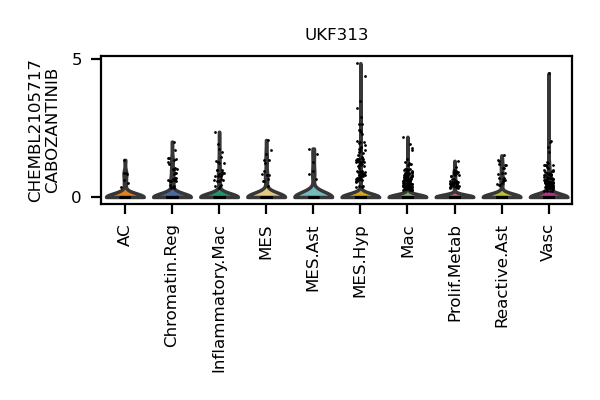 UKF313
CHEMBL2105717
CABOZANTINIB
5
0
AC
Chromatin.Reg
Inflammatory.Mac
MES
MES.Ast
MES.Hyp
Mac
Prolif.Metab
Reactive.Ast
Vasc